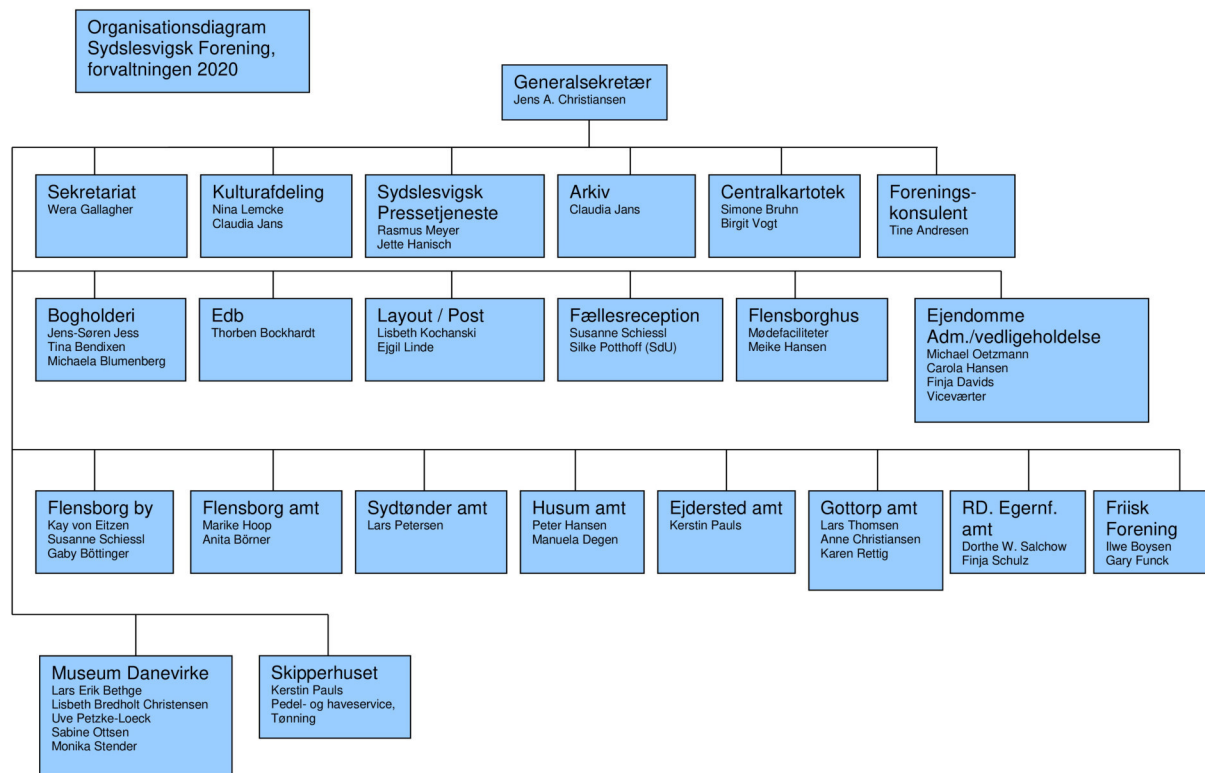 Organisationsdiagram
Sydslesvigsk Forening,
forvaltningen 2020
Generalsekretær
Jens A. Christiansen
Sekretariat
Wera Gallagher
Kulturafdeling
Nina Lemcke
Claudia Jans
Sydslesvigsk
Pressetjeneste
Rasmus Meyer
Jette Hanisch
Arkiv
Claudia Jans
Centralkartotek
Simone Bruhn
Birgit Vogt
Forenings-
konsulent
Tine Andresen
Bogholderi
Jens-Søren Jess
Tina Bendixen
Michaela Blumenberg
Edb
Thorben Bockhardt
Layout / Post
Lisbeth Kochanski
Ejgil Linde
Fællesreception
Susanne Schiessl
Silke Potthoff (SdU)
Flensborghus
Mødefaciliteter
Meike Hansen
Ejendomme
Adm./vedligeholdelse
Michael Oetzmann
Carola Hansen
Finja Davids
Viceværter
Flensborg by
Kay von Eitzen
Susanne Schiessl
Gaby Böttinger
Flensborg amt
Marike Hoop
Anita Börner
Sydtønder amt
Lars Petersen
Husum amt
Peter Hansen
Manuela Degen
Ejdersted amt
Kerstin Pauls
Gottorp amt
Lars Thomsen
Anne Christiansen
Karen Rettig
RD. Egernf.
amt
Dorthe W. Salchow
Finja Schulz
Friisk
Forening
Ilwe Boysen
Gary Funck
Museum Danevirke
Lars Erik Bethge
Lisbeth Bredholt Christensen
Uve Petzke-Loeck
Sabine Ottsen
Monika Stender
Skipperhuset
Kerstin Pauls
Pedel- og haveservice,
Tønning